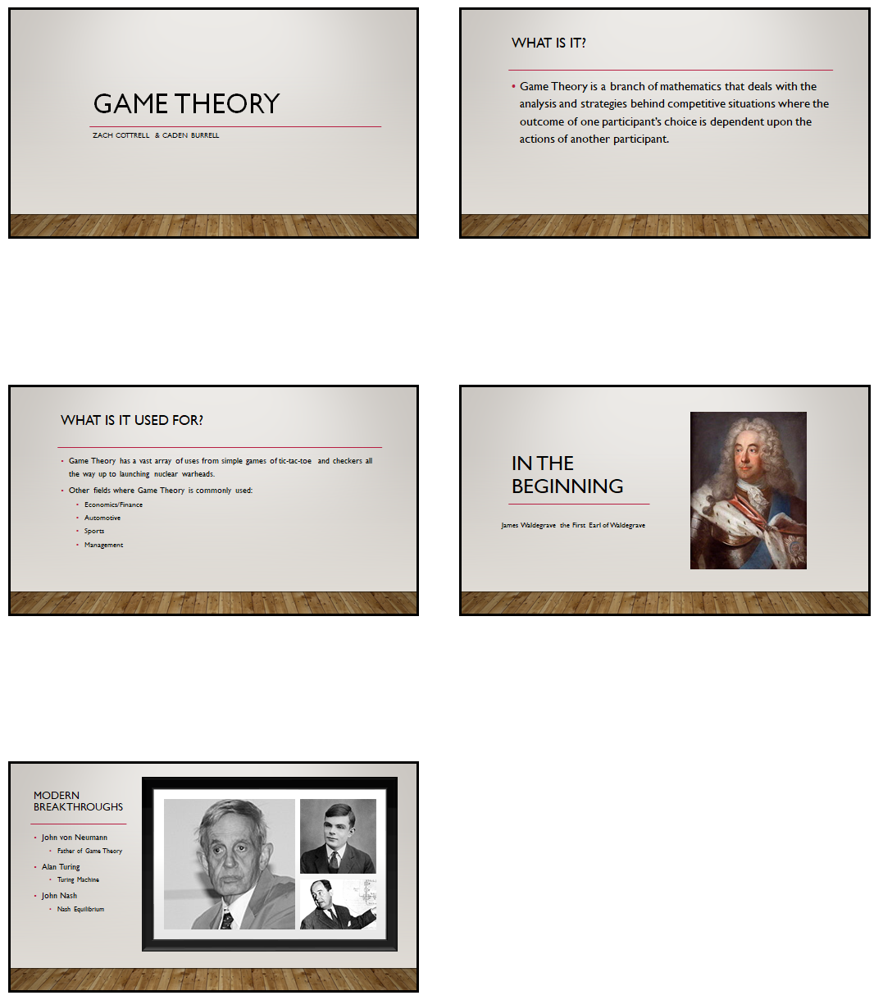 GAME THEORY
ZACH COTTRELL & CADEN BURRELL
WHAT IS IT?
• Game Theory is a branch of mathematics that deals with the
analysis and strategies behind competitive situations where the
outcome of one participant's choice is dependent upon the
actions of another participant.
WHAT IS IT USED FOR?
• Game Theory has a vast array of uses from simple games of tic-tac-toe and checkers all
the way up to launching nuclear warheads.
• Other fields where Game Theory is commonly used:
• Economics/Finance
• Automotive
• Sports
• Management
IN THE
BEGINNING
James Waldegrave the First Earl of Waldegrave
MODERN
BREAKTHROUGHS
• John von Neumann
• Father of Game Theory
• Alan Turing
• Turing Machine
• John Nash
• Nash Equilibrium